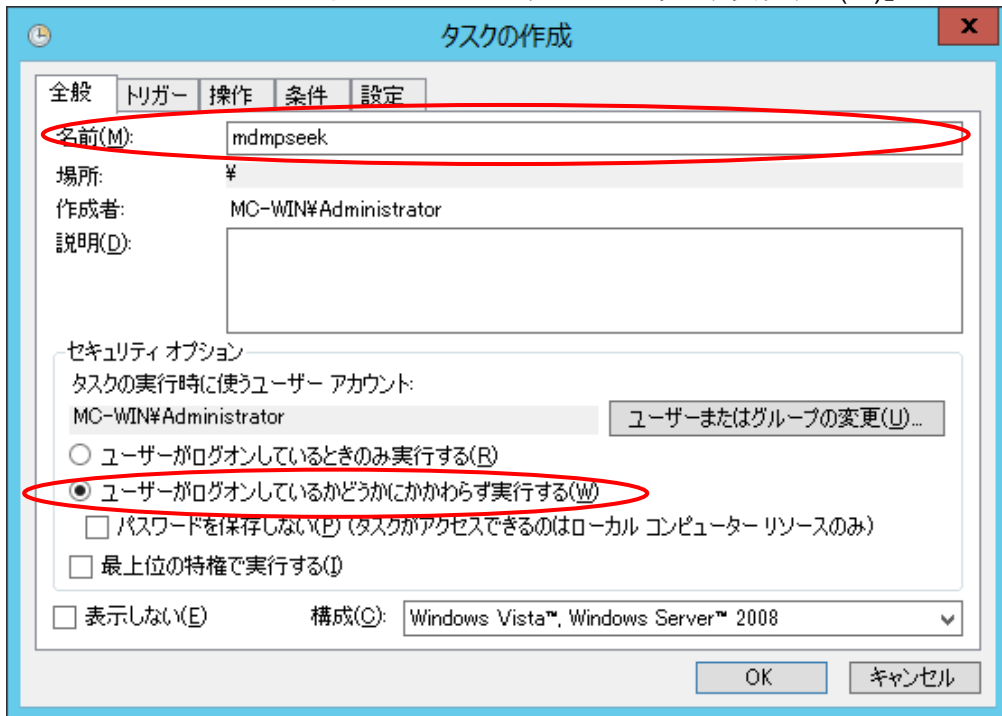 タスクの作成
x
全般 トリガー 操作 条件 設定
名前(M): mdmpseek
場所: ¥
作成者: MC-WIN¥Administrator
説明(D):
セキュリティ オプション
タスクの実行時に使うユーザー アカウント:
MC-WIN¥Administrator ユーザーまたはグループの変更(U)...
ユーザーがログオンしているときのみ実行する(R)
ユーザーがログオンしているかどうかにかかわらず実行する(W)
パスワードを保存しない(P) (タスクがアクセスできるのはローカル コンピューター リソースのみ)
最上位の特権で実行する(I)
表示しない(E) 構成(C): Windows Vista™, Windows Server™ 2008
OK キャンセル